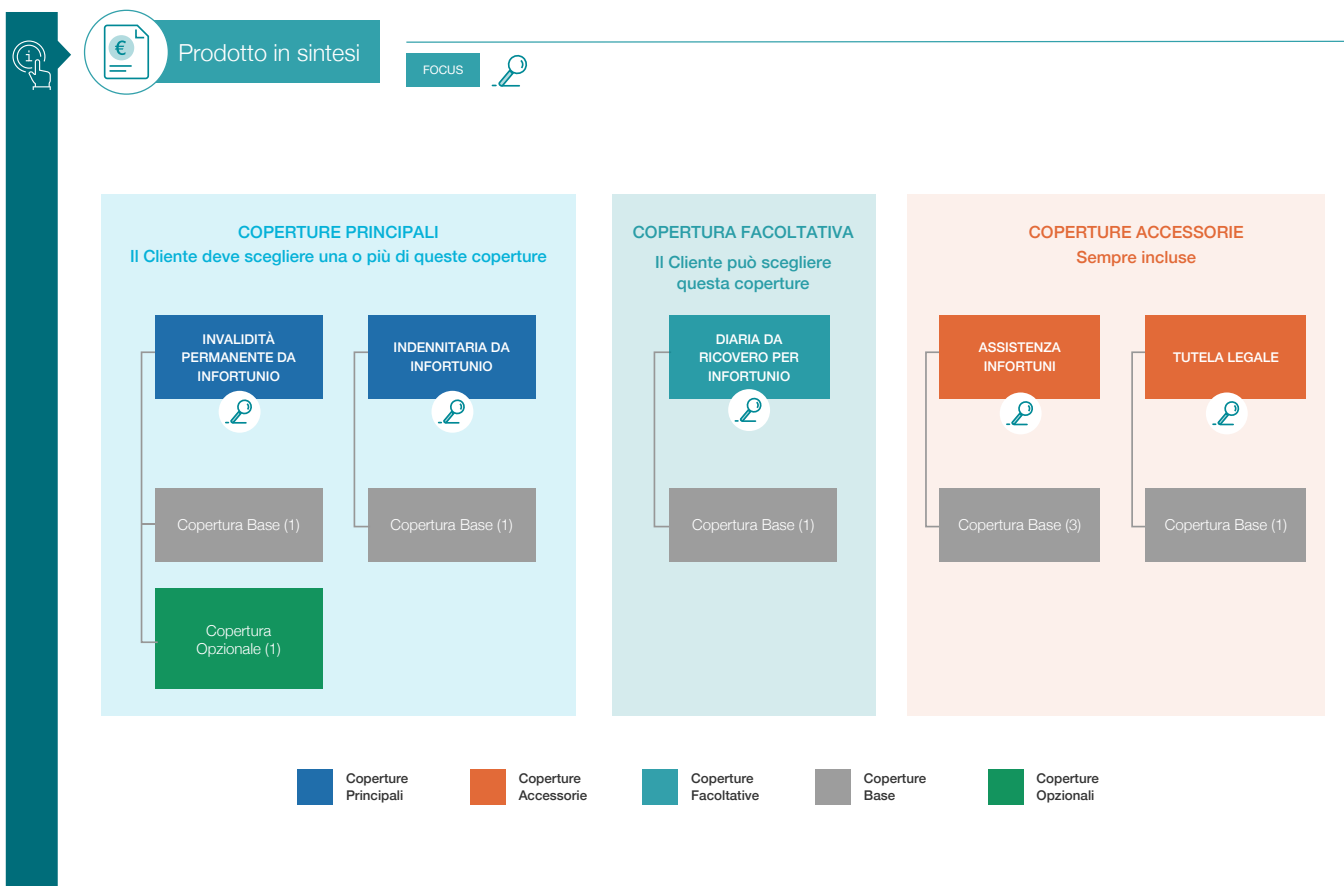 Prodotto in sintesi
FOCUS
COPERTURE PRINCIPALI
Il Cliente deve scegliere una o più di queste coperture
INVALIDITÀ
PERMANENTE DA
INFORTUNIO
INDENNITARIA DA
INFORTUNIO
Copertura Base (1)
Copertura Base (1)
Copertura
Opzionale (1)
COPERTURA FACOLTATIVA
Il Cliente può scegliere
questa coperture
DIARIA DA
RICOVERO PER
INFORTUNIO
Copertura Base (1)
COPERTURE ACCESSORIE
Sempre incluse
ASSISTENZA
INFORTUNI
TUTELA LEGALE
Copertura Base (3)
Copertura Base (1)
Coperture
Principali
Coperture
Accessorie
Coperture
Facoltative
Coperture
Base
Coperture
Opzionali